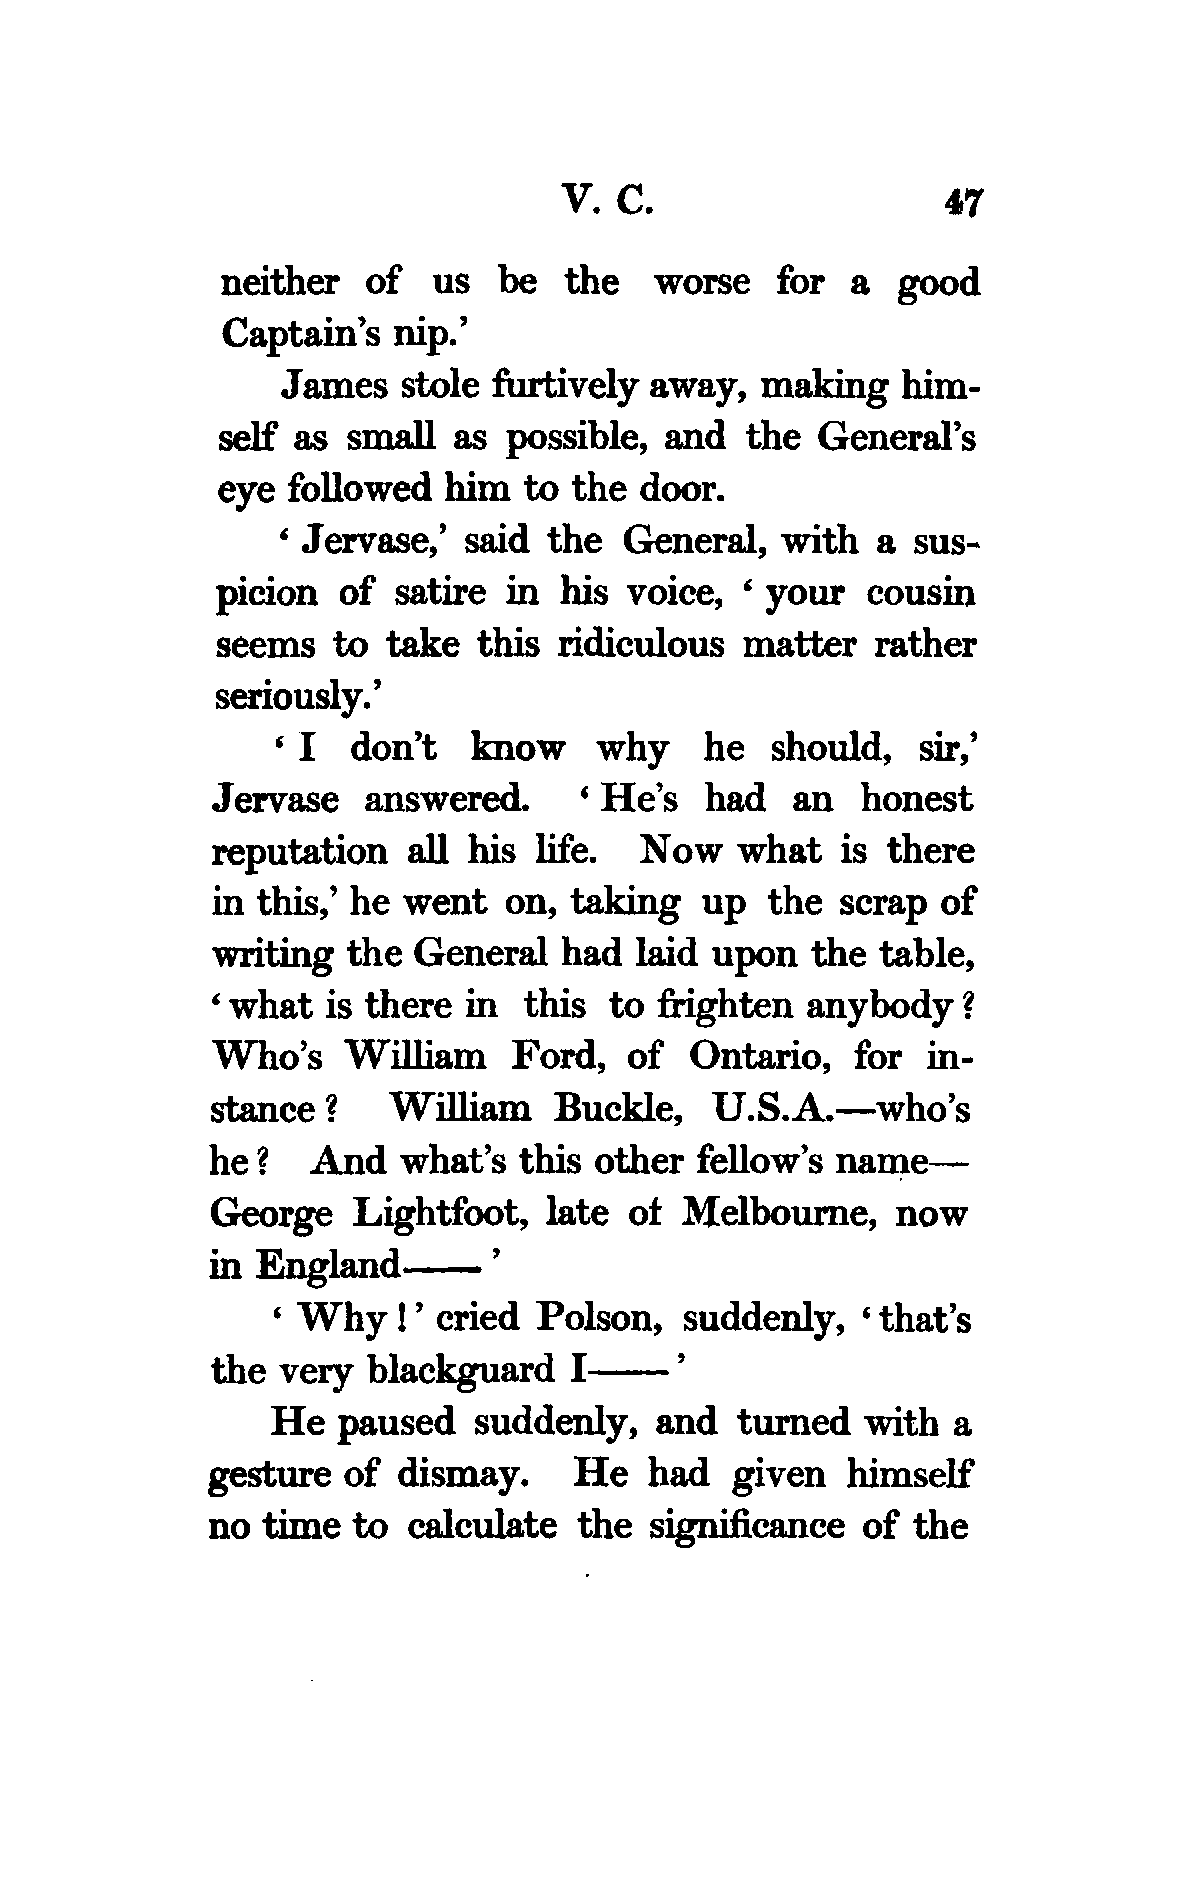 V. C. 47
neither of us be the worse for a good
Captain's nip.'
James stole furtively away, making him-
self as small as possible, and the General's
eye followed him to the door.
' Jervase,' said the General, with a sus-
picion of satire in his voice, ' your cousin
seems to take this ridiculous matter rather
seriously.'
' I don't know why he should, sir,'
Jervase answered. ' He's had an honest
reputation all his life. Now what is there
in this,' he went on, taking up the scrap of
writing the General had laid upon the table,
' what is there in this to frighten anybody ?
Who's William Ford, of Ontario, for in-
stance ? William Buckle, U.S.A.—who's
he ? And what's this other fellow's name—
George Lightfoot, late of Melbourne, now
in England—— '
' Why ! ' cried Polson, suddenly, ' that's
the very blackguard I—— '
He paused suddenly, and turned with a
gesture of dismay. He had given himself
no time to calculate the significance of the